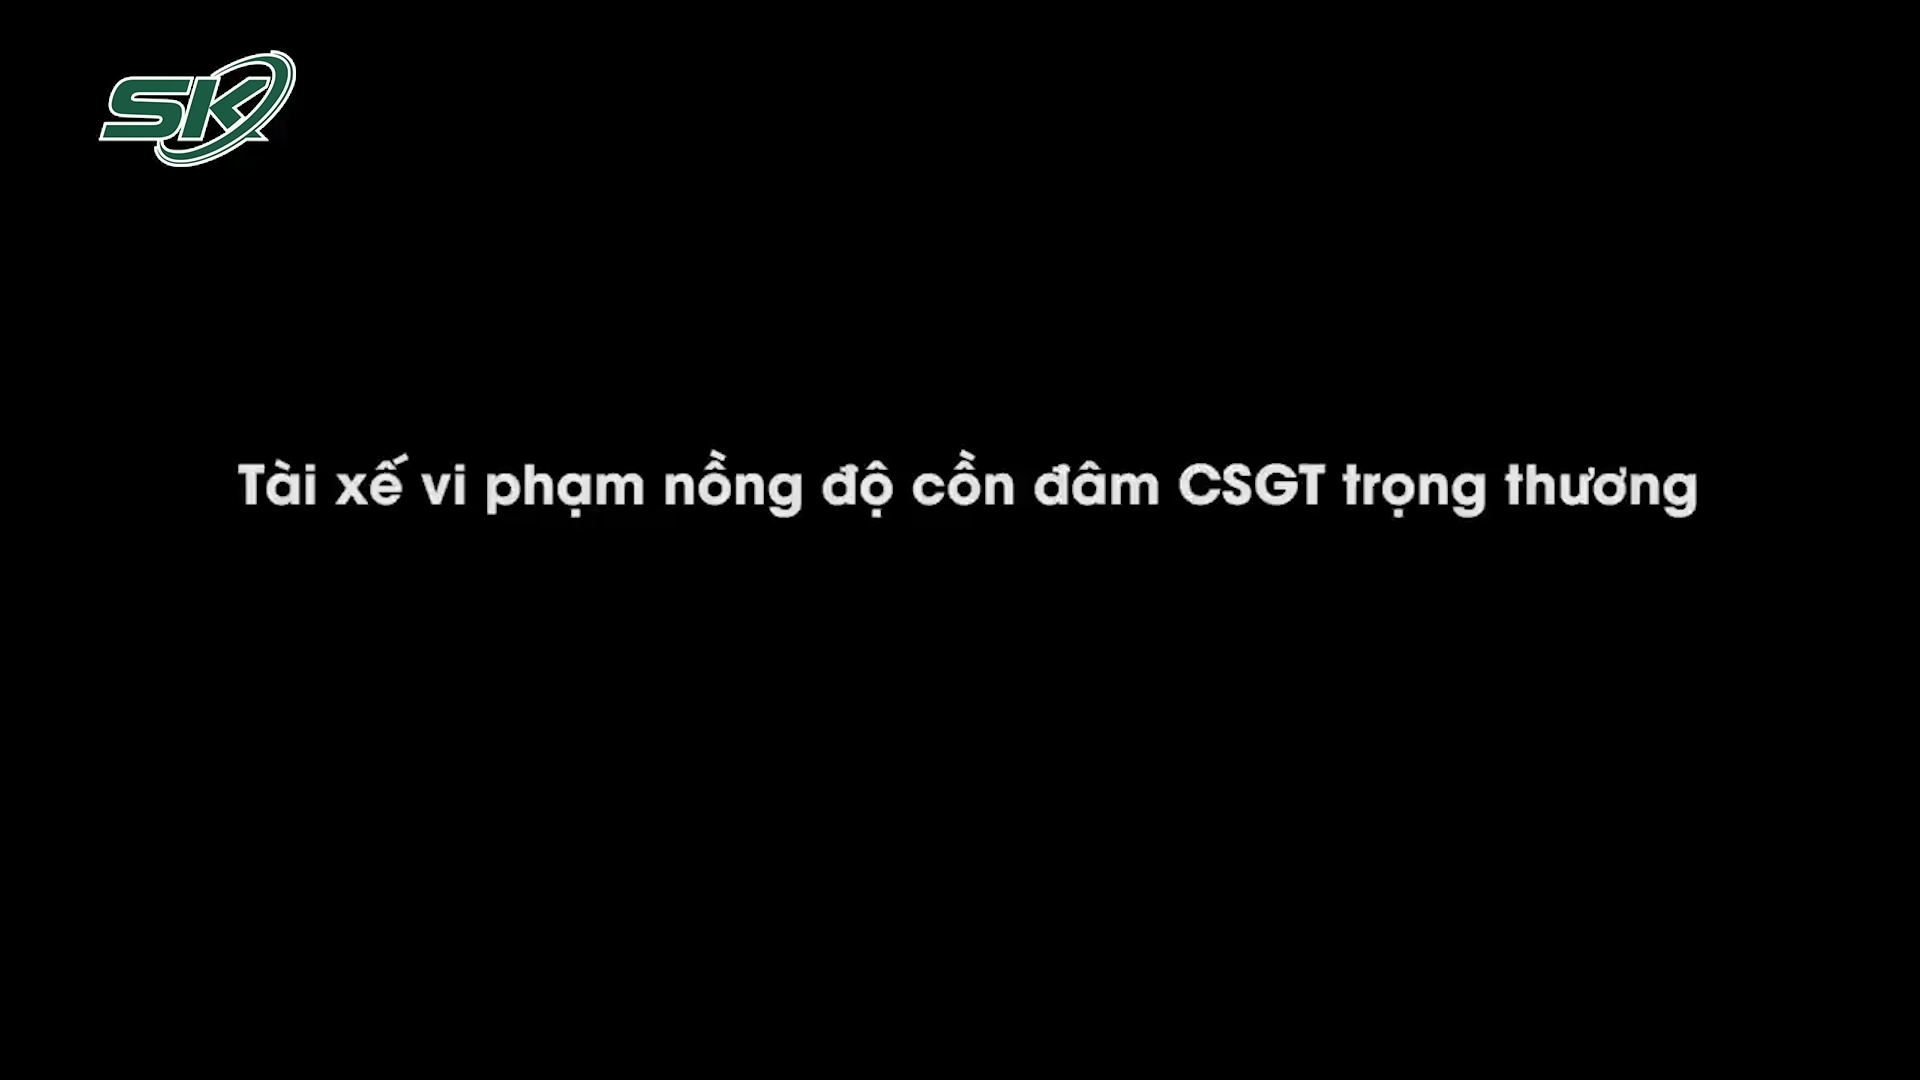 SK
Tài xế vi phạm nồng độ cồn đâm CSGT trọng thương